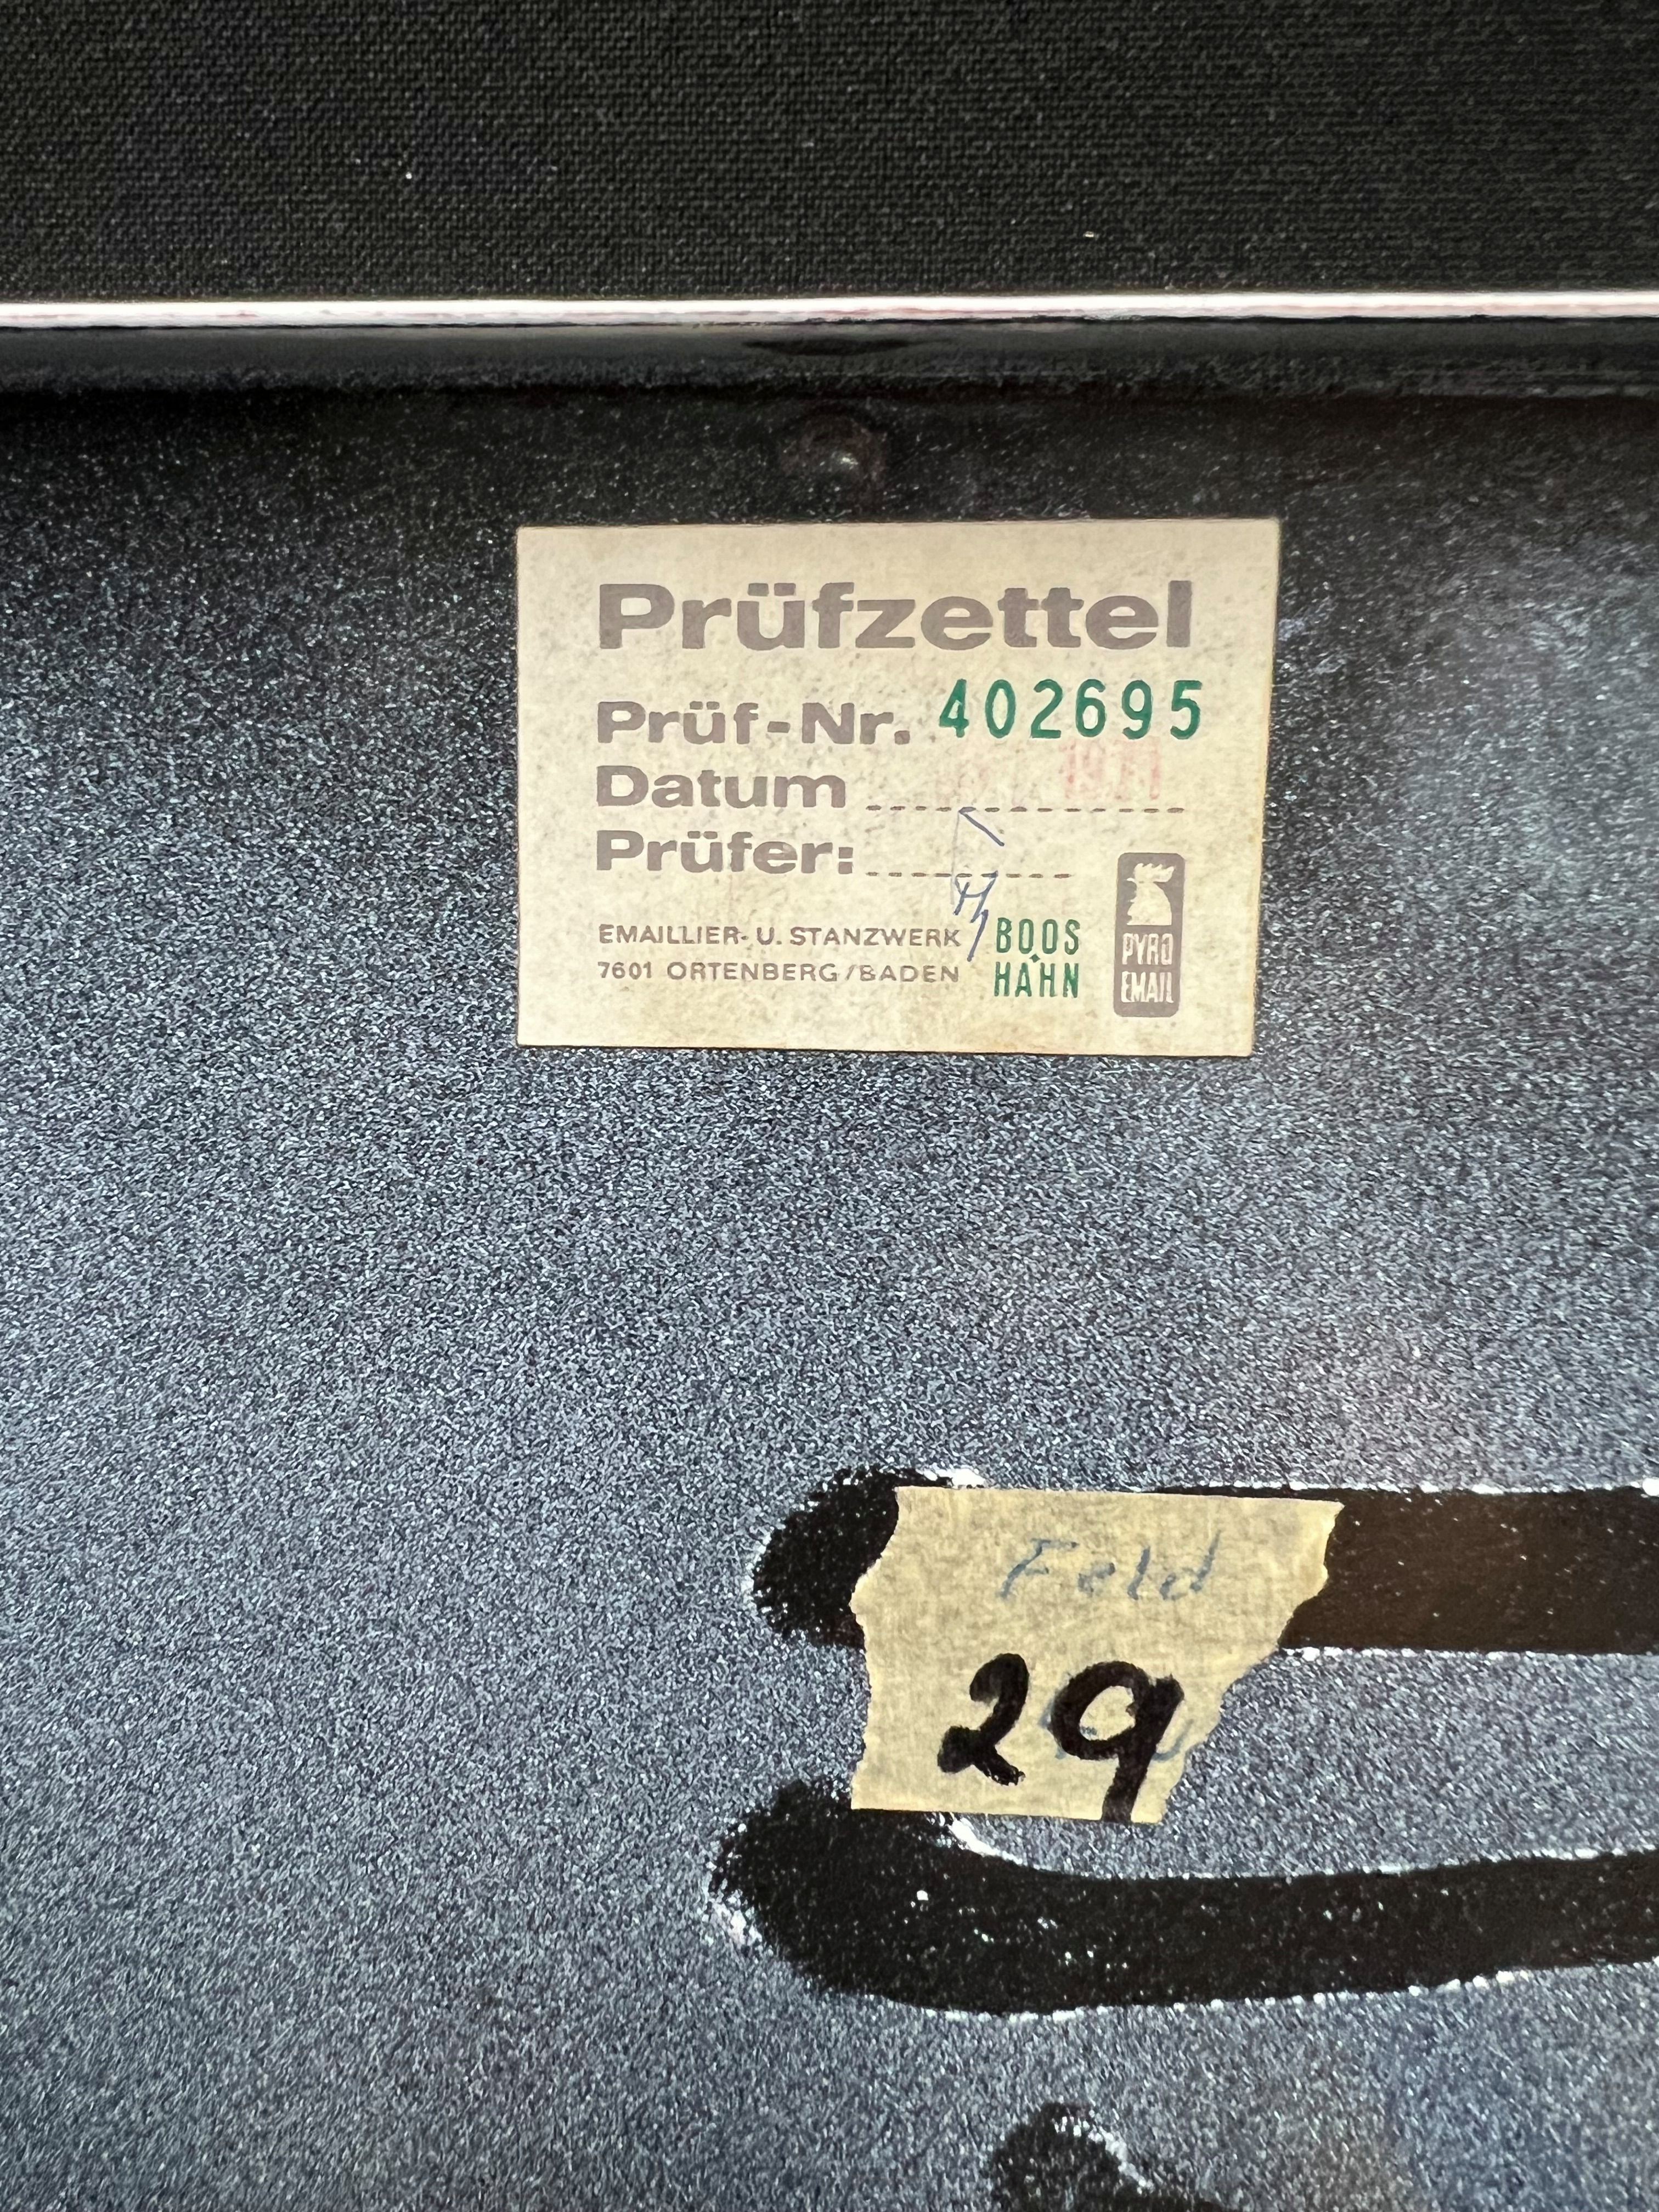 Prüfzettel
Prüf-Nr. 402695
Datum
Prüfer:
EMAILLIER- U. STANZWERK
7601 ORTENBERG/BADEN
BOOS
HAHN
PYRO
EMAIL
Feld
29